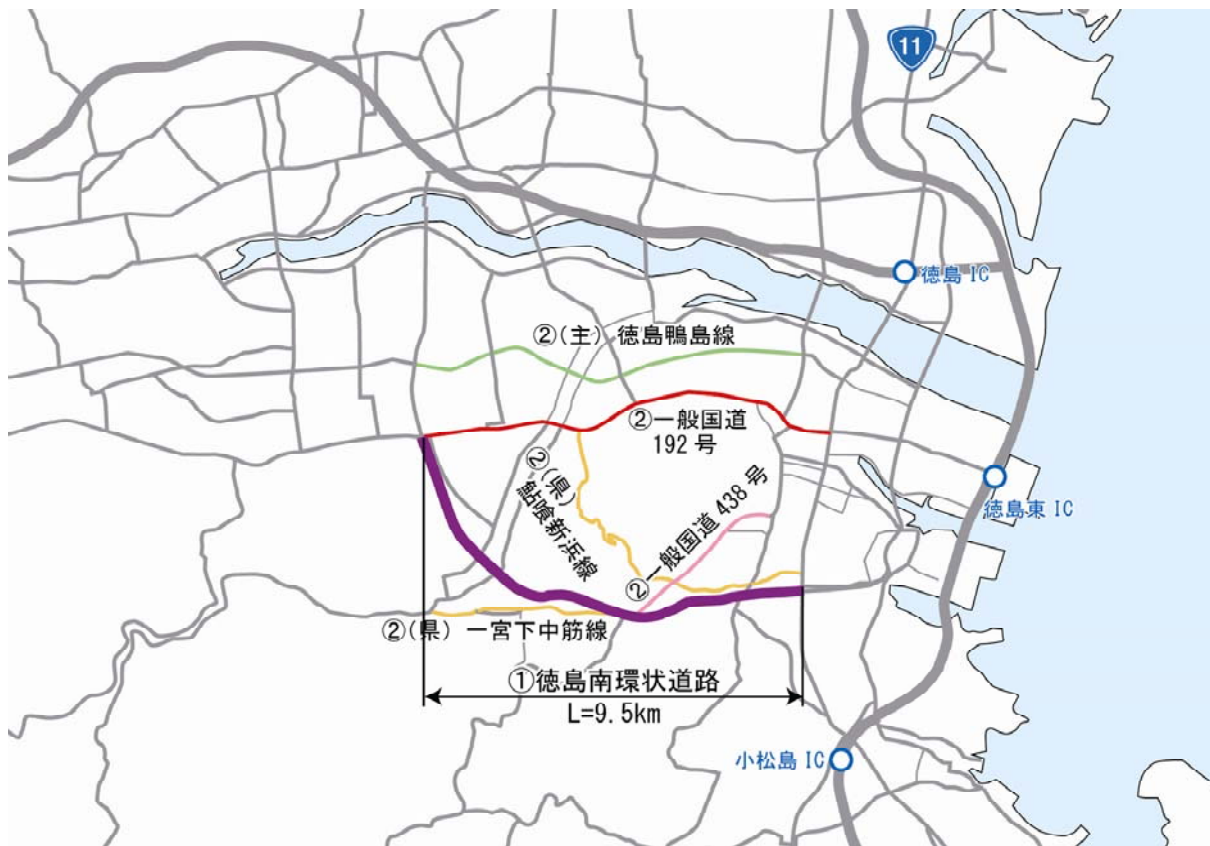 11
徳島 IC
②(主) 徳島鴨島線
②一般国道
192 号
②(県)
鮎喰新浜線
②一般国道 438 号
徳島東 IC
②(県) 一宮下中筋線
①徳島南環状道路
L=9.5km
小松島 IC